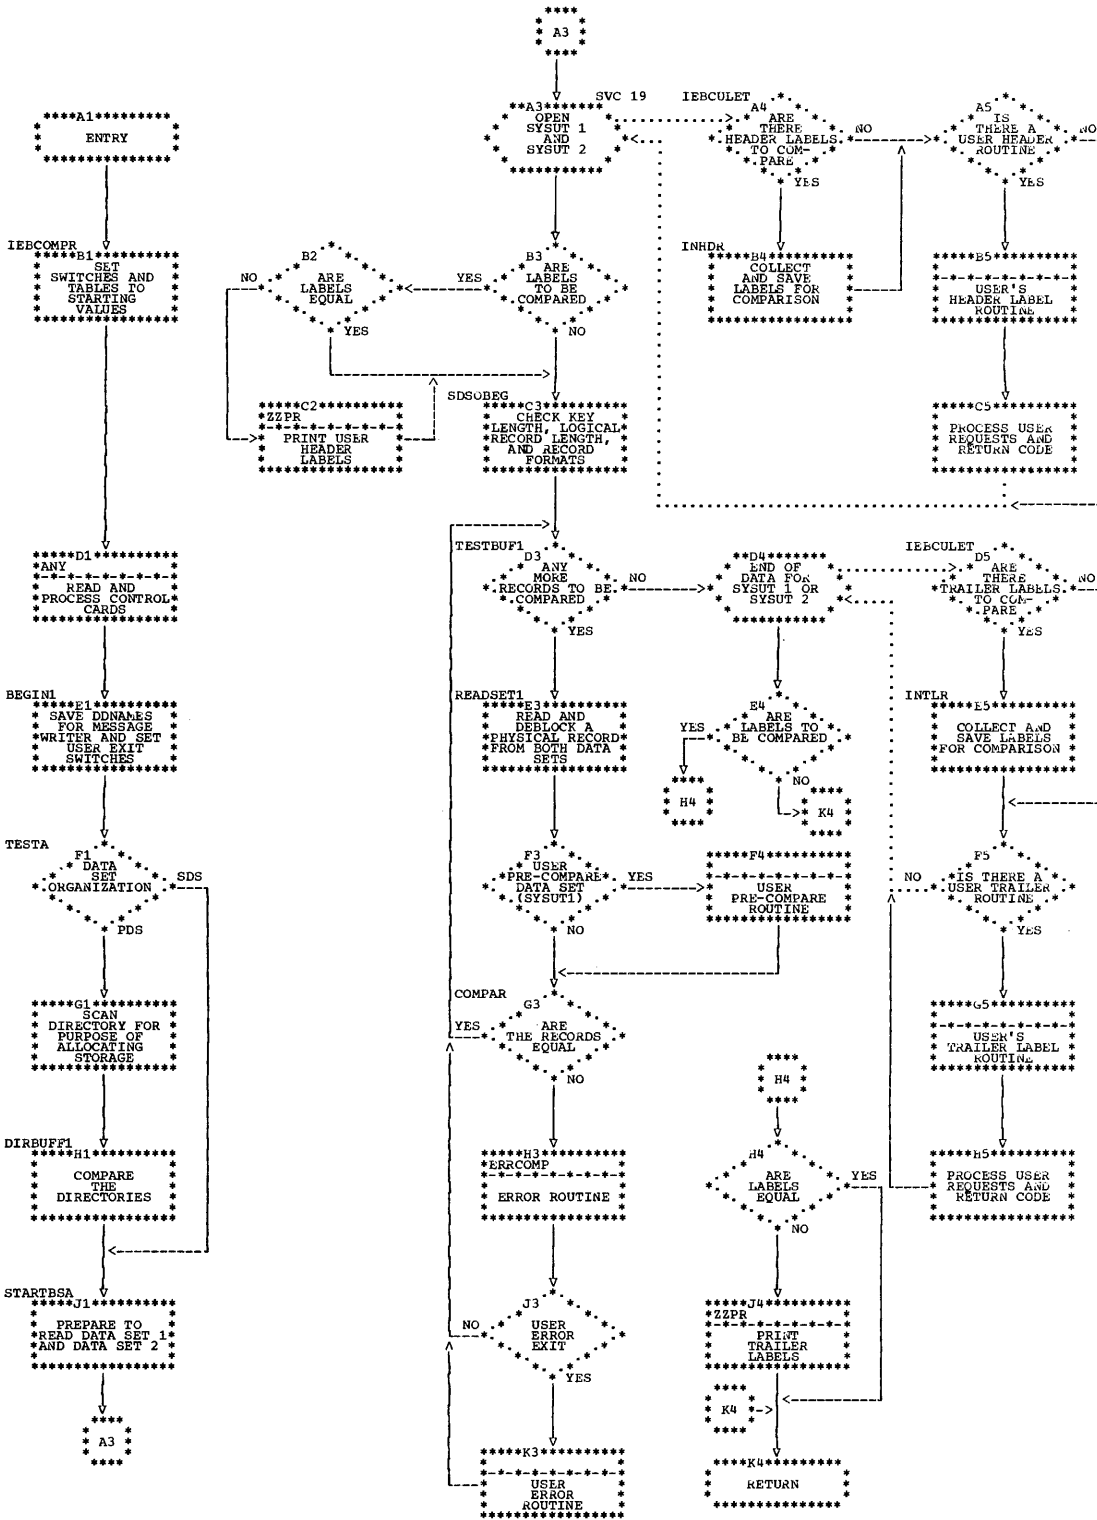 A3
A1
ENTRY
IEBCOMPR
B1
SET
SWITCHES AND
TABLES TO
STARTING
VALUES
D1
ANY
READ AND
PROCESS CONTROL
CARDS
BEGIN1
E1
SAVE DDNAMES
FOR MESSAGE
WRITER AND SET
USER EXIT
SWITCHES
TESTA
F1
DATA
SET
ORGANIZATION
SDS
PDS
G1
SCAN
DIRECTORY FOR
PURPOSE OF
ALLOCATING
STORAGE
DIRBUFF1
H1
COMPARE
THE
DIRECTORIES
STARTBSA
J1
PREPARE TO
READ DATA SET 1
AND DATA SET 2
A3
B2
ARE
LABELS
EQUAL
NO
YES
C2
ZZPR
PRINT USER
HEADER
LABELS
SVC 19
A3
OPEN
SYSUT 1
AND
SYSUT 2
B3
ARE
LABELS
TO BE
COMPARED
YES
NO
SDSOBEG
C3
CHECK KEY
LENGTH, LOGICAL
RECORD LENGTH,
AND RECORD
FORMATS
TESTBUF1
D3
ANY
MORE
RECORDS TO BE
COMPARED
NO
YES
READSET1
E3
READ AND
DEBLOCK A
PHYSICAL RECORD
FROM BOTH DATA
SETS
F3
USER
PRE-COMPARE
DATA SET
(SYSUT1)
YES
NO
COMPAR
G3
ARE
THE RECORDS
EQUAL
YES
NO
H3
ERRCOMP
ERROR ROUTINE
J3
USER
ERROR
EXIT
NO
YES
K3
USER
ERROR
ROUTINE
IEBCULET
A4
ARE
THERE
HEADER LABELS
TO COM-
PARE
NO
YES
INHDR
B4
COLLECT
AND SAVE
LABELS FOR
COMPARISON
D4
END OF
DATA FOR
SYSUT 1 OR
SYSUT 2
E4
ARE
LABELS TO
BE COMPARED
YES
NO
H4
K4
F4
USER
PRE-COMPARE
ROUTINE
H4
H4
ARE
LABELS
EQUAL
YES
NO
J4
ZZPR
PRINT
TRAILER
LABELS
K4
K4
RETURN
A5
IS
THERE A
USER HEADER
ROUTINE
NO
YES
B5
USER'S
HEADER LABEL
ROUTINE
C5
PROCESS USER
REQUESTS AND
RETURN CODE
IEBCULET
D5
ARE
THERE
TRAILER LABELS
TO COM-
PARE
NO
YES
INTLR
E5
COLLECT AND
SAVE LABELS
FOR COMPARISON
F5
IS THERE A
USER TRAILER
ROUTINE
NO
YES
G5
USER'S
TRAILER LABEL
ROUTINE
H5
PROCESS USER
REQUESTS AND
RETURN CODE